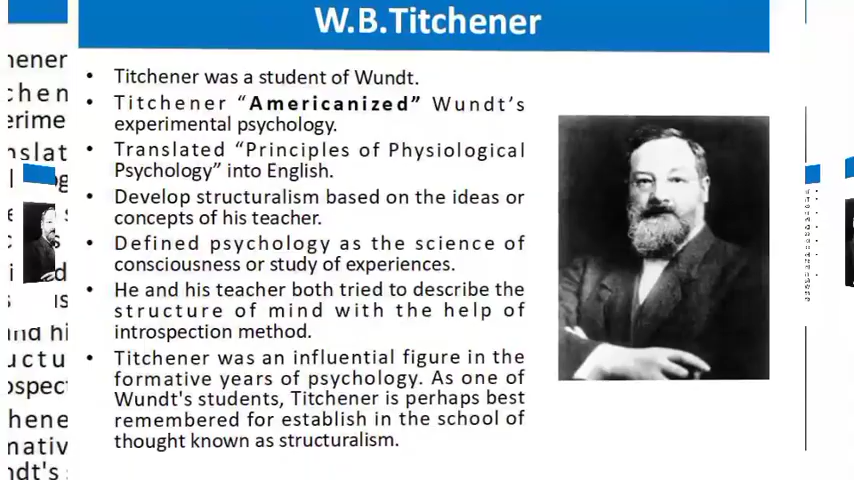 W.B.Titchener
• Titchener was a student of Wundt.
• Titchener “Americanized” Wundt’s
experimental psychology.
• Translated “Principles of Physiological
Psychology” into English.
• Develop structuralism based on the ideas or
concepts of his teacher.
• Defined psychology as the science of
consciousness or study of experiences.
• He and his teacher both tried to describe the
structure of mind with the help of
introspection method.
• Titchener was an influential figure in the
formative years of psychology. As one of
Wundt's students, Titchener is perhaps best
remembered for establish in the school of
thought known as structuralism.